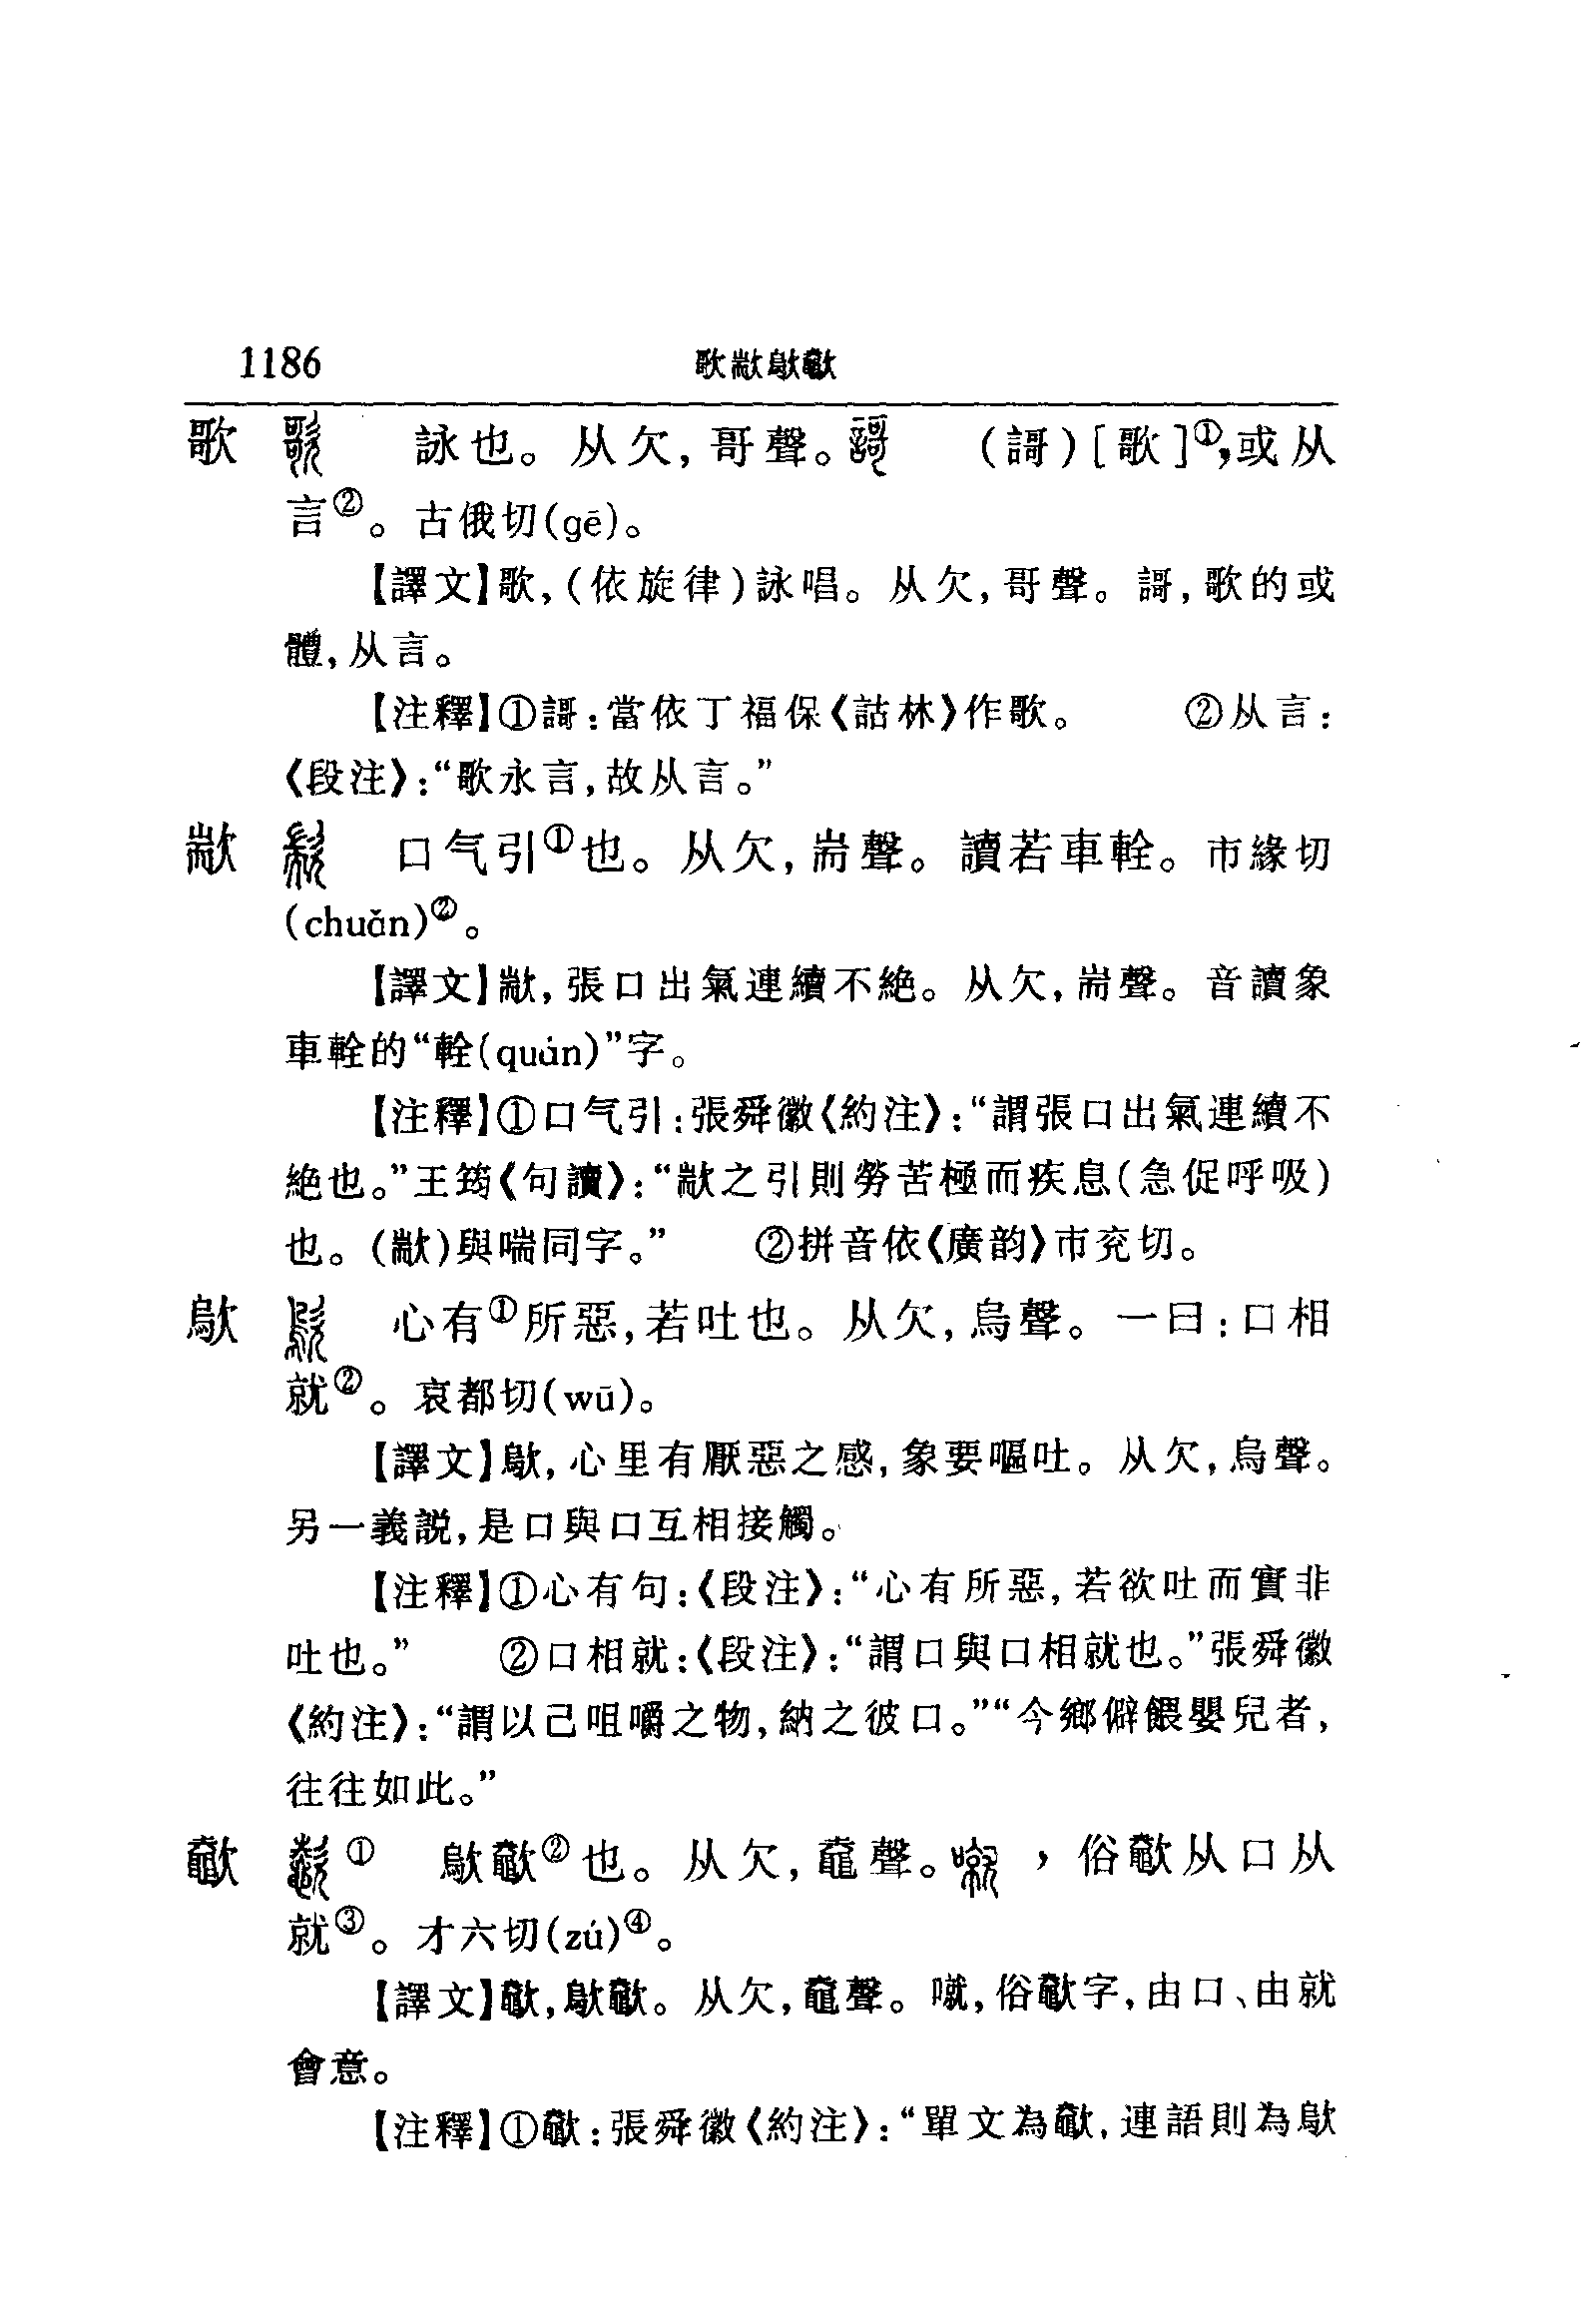 1186 歌歂歍𣤶
歌 詠也。从欠,哥聲。 (謌)[歌]①,或从
言②。古俄切(gē)。
【譯文】歌,(依旋律)詠唱。从欠,哥聲。謌,歌的或
體,从言。
【注釋】①謌:當依丁福保《詁林》作歌。 ②从言:
《段注》:“歌永言,故从言。”
歂 口气引①也。从欠,耑聲。讀若車輇。市緣切
(chuǎn)②。
【譯文】歂,張口出氣連續不絶。从欠,耑聲。音讀象
車輇的“輇(quán)”字。
【注釋】①口气引:張舜徽《約注》:“謂張口出氣連續不
絶也。”王筠《句讀》:“歂之引則勞苦極而疾息(急促呼吸)
也。(歂)與喘同字。” ②拼音依《廣韵》市兖切。
歍 心有①所惡,若吐也。从欠,烏聲。一曰:口相
就②。哀都切(wū)。
【譯文】歍,心里有厭惡之感,象要嘔吐。从欠,烏聲。
另一義説,是口與口互相接觸。
【注釋】①心有句:《段注》:“心有所惡,若欲吐而實非
吐也。” ②口相就:《段注》:“謂口與口相就也。”張舜徽
《約注》:“謂以己咀嚼之物,納之彼口。”“今鄉僻餵嬰兒者,
往往如此。”
𣤶 ① 歍𣤶②也。从欠,鼀聲。 ,俗𣤶从口从
就③。才六切(zú)④。
【譯文】𣤶,歍𣤶。从欠,鼀聲。噈,俗𣤶字,由口、由就
會意。
【注釋】①𣤶:張舜徽《約注》:“單文為𣤶,連語則為歍